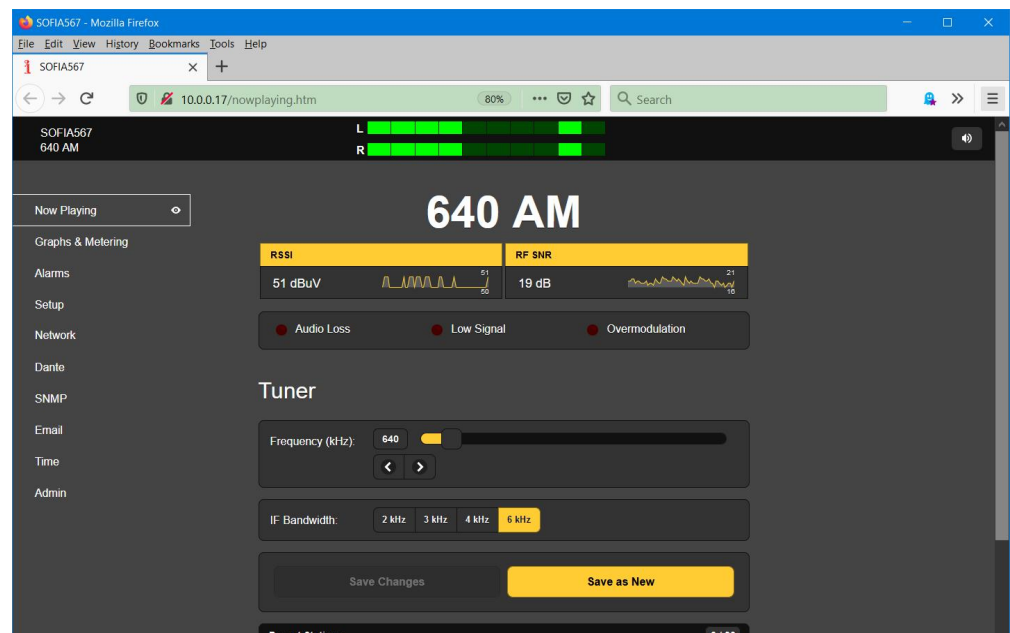 SOFIA567 - Mozilla Firefox
File Edit View History Bookmarks Tools Help
SOFIA567
10.0.0.17/nowplaying.htm 80% Search
SOFIA567
640 AM
L
R
Now Playing
Graphs & Metering
Alarms
Setup
Network
Dante
SNMP
Email
Time
Admin
640 AM
RSSI RF SNR
51 dBuV 51 50 19 dB 21 16
Audio Loss Low Signal Overmodulation
Tuner
Frequency (kHz): 640
IF Bandwidth: 2 kHz 3 kHz 4 kHz 6 kHz
Save Changes Save as New